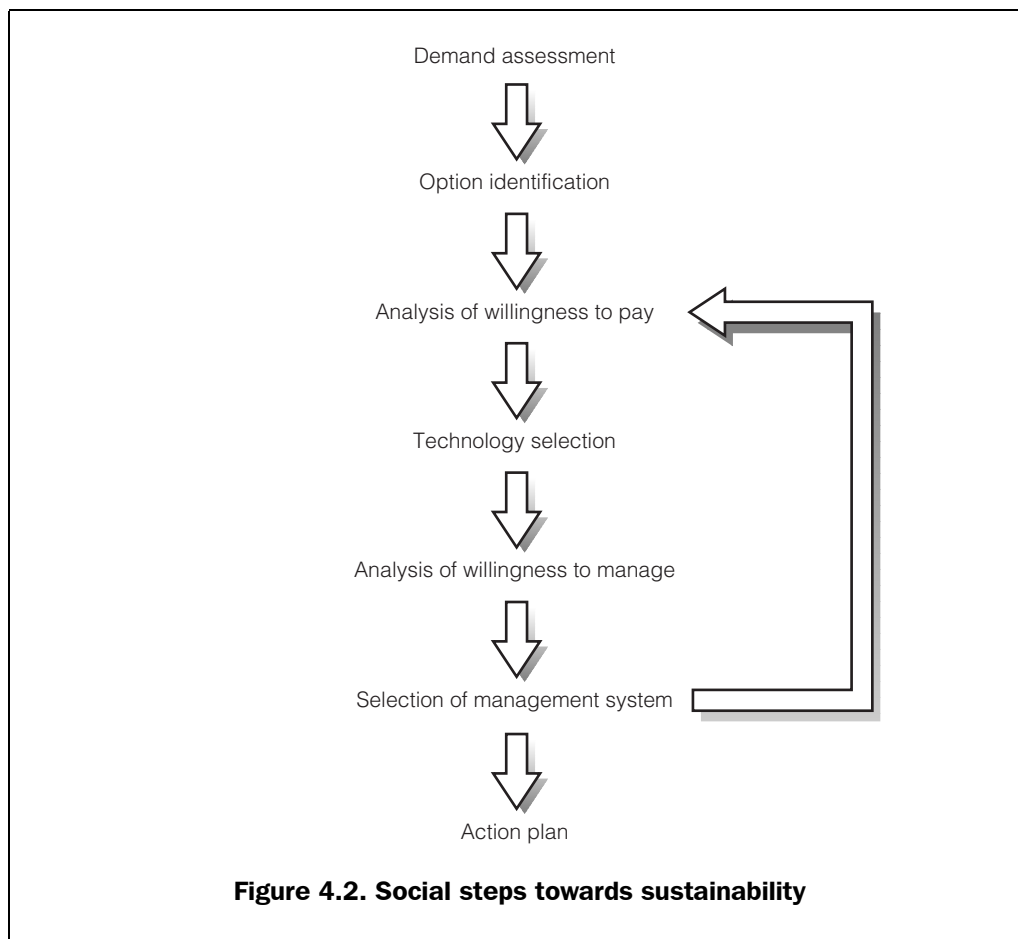 Demand assessment
Option identification
Analysis of willingness to pay
Technology selection
Analysis of willingness to manage
Selection of management system
Action plan
Figure 4.2. Social steps towards sustainability